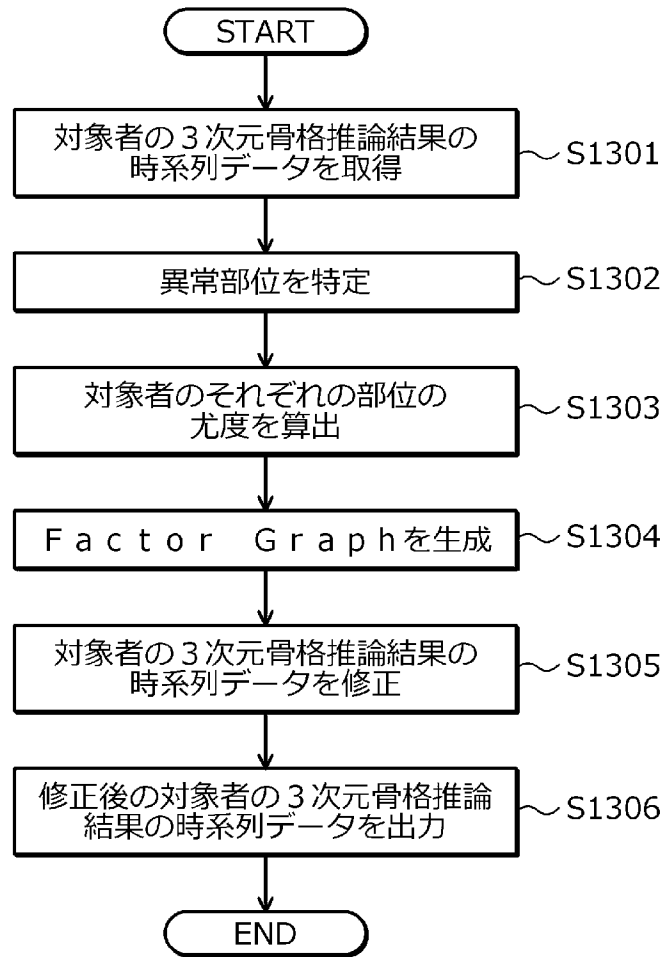 START
対象者の３次元骨格推論結果の
時系列データを取得
S1301
異常部位を特定
S1302
対象者のそれぞれの部位の
尤度を算出
S1303
Ｆａｃｔｏｒ　Ｇｒａｐｈを生成
S1304
対象者の３次元骨格推論結果の
時系列データを修正
S1305
修正後の対象者の３次元骨格推論
結果の時系列データを出力
S1306
END